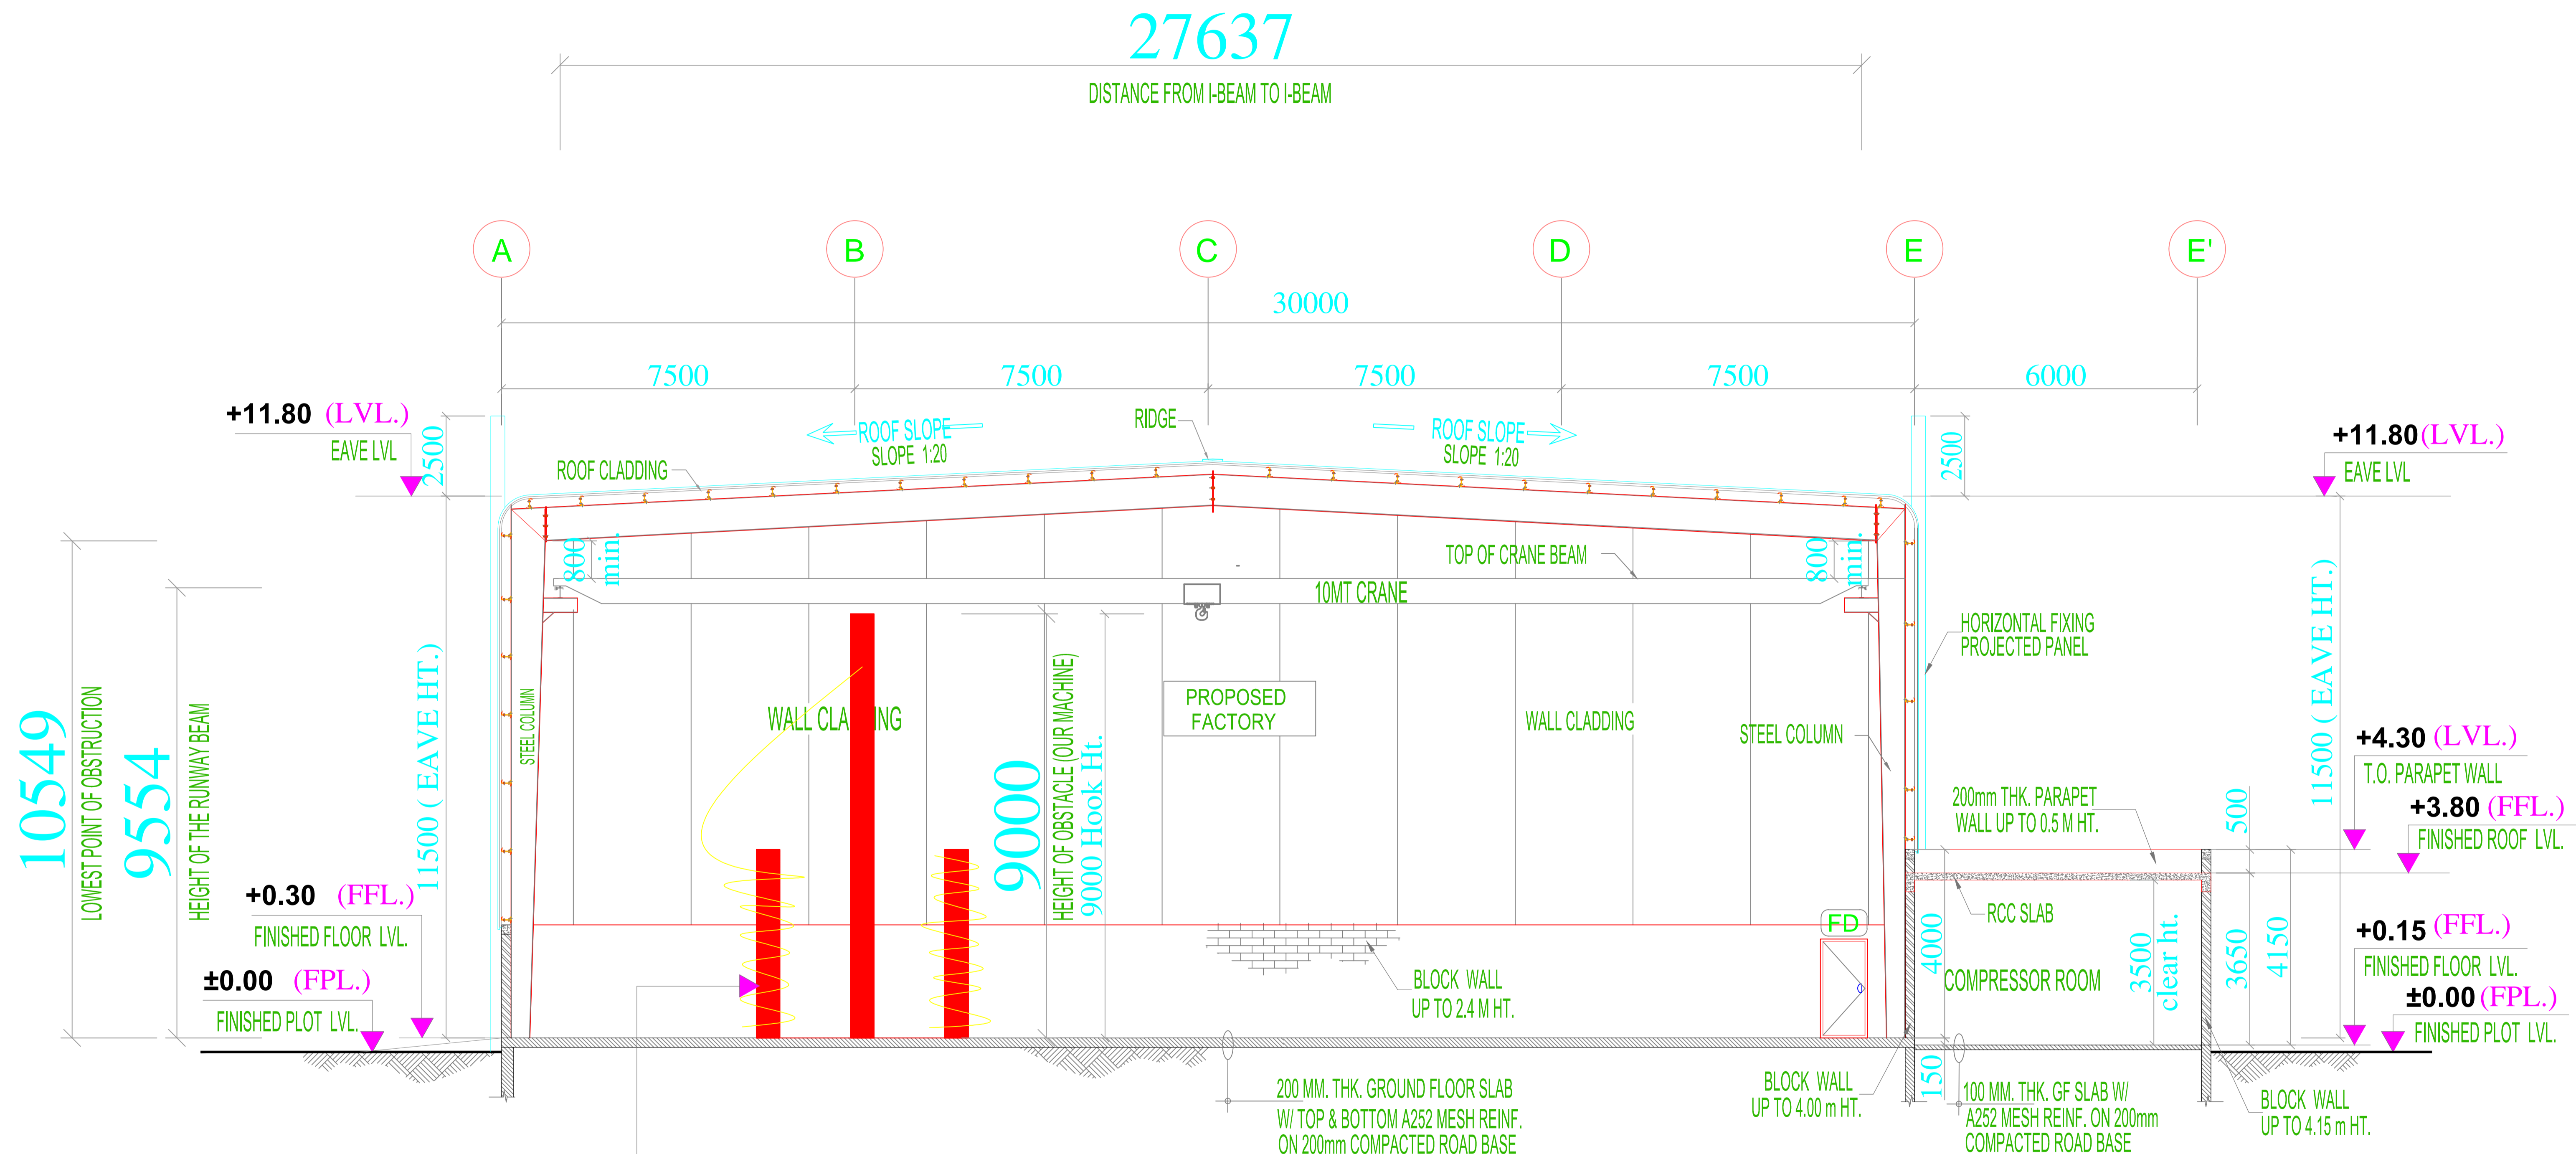 27637
DISTANCE FROM I-BEAM TO I-BEAM
A
B
C
D
E
E'
30000
7500
7500
7500
7500
6000
+11.80 (LVL.)
EAVE LVL
2500
ROOF CLADDING
ROOF SLOPE
SLOPE 1:20
RIDGE
ROOF SLOPE
SLOPE 1:20
2500
+11.80 (LVL.)
EAVE LVL
800
min.
TOP OF CRANE BEAM
800
min.
10MT CRANE
HORIZONTAL FIXING
PROJECTED PANEL
10549
LOWEST POINT OF OBSTRUCTION
9554
HEIGHT OF THE RUNWAY BEAM
11500 ( EAVE HT.)
STEEL COLUMN
WALL CLADDING
9000
HEIGHT OF OBSTACLE (OUR MACHINE)
9000 Hook Ht.
PROPOSED
FACTORY
WALL CLADDING
STEEL COLUMN
11500 ( EAVE HT.)
+4.30 (LVL.)
T.O. PARAPET WALL
200mm THK. PARAPET
WALL UP TO 0.5 M HT.
500
+3.80 (FFL.)
FINISHED ROOF LVL.
+0.30 (FFL.)
FINISHED FLOOR LVL.
±0.00 (FPL.)
FINISHED PLOT LVL.
BLOCK WALL
UP TO 2.4 M HT.
FD
4000
RCC SLAB
COMPRESSOR ROOM
3500
clear ht.
3650
4150
+0.15 (FFL.)
FINISHED FLOOR LVL.
±0.00 (FPL.)
FINISHED PLOT LVL.
200 MM. THK. GROUND FLOOR SLAB
W/ TOP & BOTTOM A252 MESH REINF.
ON 200mm COMPACTED ROAD BASE
BLOCK WALL
UP TO 4.00 m HT.
150
100 MM. THK. GF SLAB W/
A252 MESH REINF. ON 200mm
COMPACTED ROAD BASE
BLOCK WALL
UP TO 4.15 m HT.